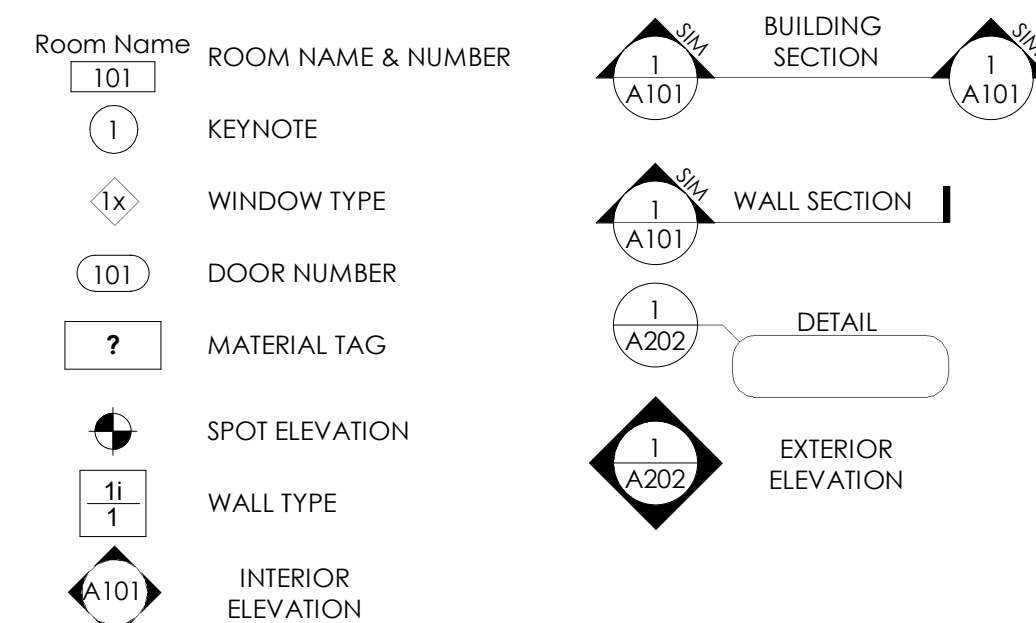 Room Name
101
ROOM NAME & NUMBER
1
KEYNOTE
1x
WINDOW TYPE
101
DOOR NUMBER
?
MATERIAL TAG
SPOT ELEVATION
1i
1
WALL TYPE
A101
INTERIOR
ELEVATION
1
A101
SIM
BUILDING
SECTION
1
A101
SIM
1
A101
SIM
WALL SECTION
1
A202
DETAIL
1
A202
EXTERIOR
ELEVATION